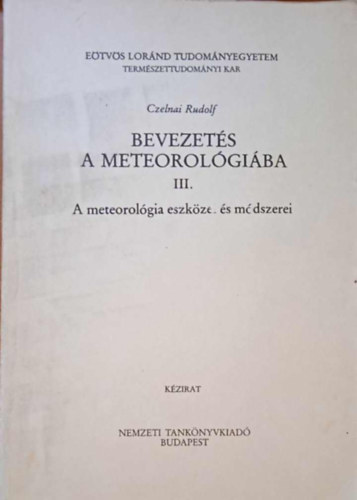 EÖTVÖS LORÁND TUDOMÁNYEGYETEM
TERMÉSZETTUDOMÁNYI KAR
Czelnai Rudolf
BEVEZETÉS
A METEOROLÓGIÁBA
III.
A meteorológia eszköze. és módszerei
KÉZIRAT
NEMZETI TANKÖNYVKIADÓ
BUDAPEST